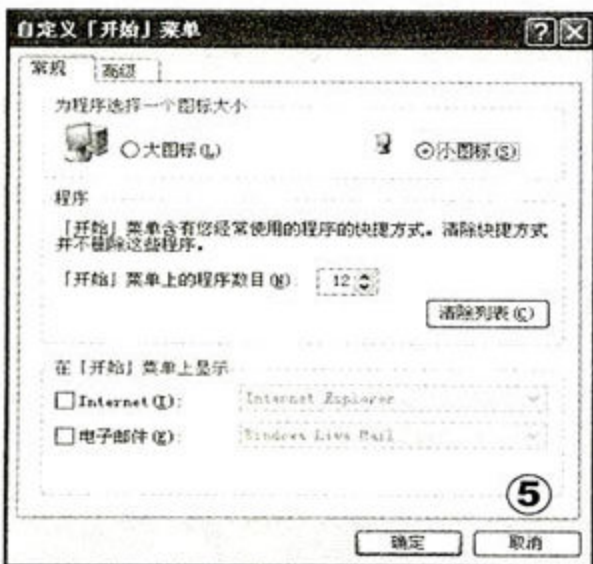 自定义「开始」菜单
常规 高级
为程序选择一个图标大小
大图标(L) 小图标(S)
程序
「开始」菜单含有您经常使用的程序的快捷方式。清除快捷方式
并不删除这些程序。
「开始」菜单上的程序数目(N): 12
清除列表(C)
在「开始」菜单上显示
Internet(I): Internet Explorer
电子邮件(E): Windows Live Mail
⑤
确定 取消